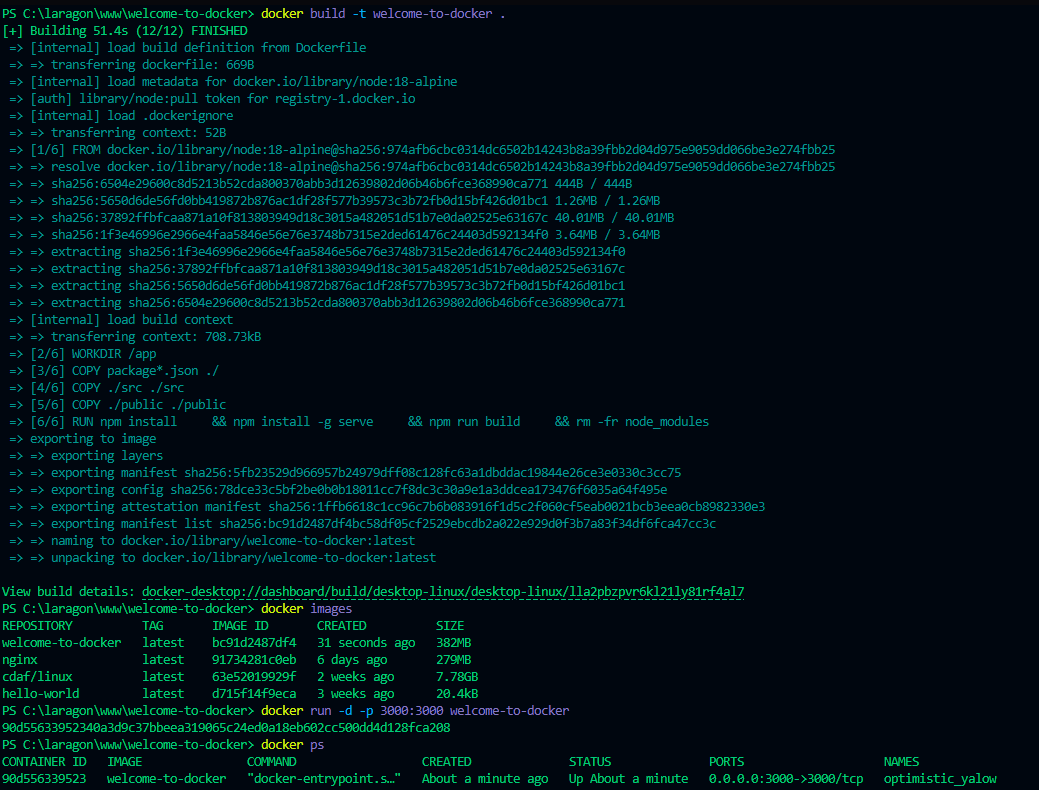 PS C:\laragon\www\welcome-to-docker> docker build -t welcome-to-docker .
[+] Building 51.4s (12/12) FINISHED
=> [internal] load build definition from Dockerfile
=> => transferring dockerfile: 669B
=> [internal] load metadata for docker.io/library/node:18-alpine
=> [auth] library/node:pull token for registry-1.docker.io
=> [internal] load .dockerignore
=> => transferring context: 52B
=> [1/6] FROM docker.io/library/node:18-alpine@sha256:974afb6cbc0314dc6502b14243b8a39fbb2d04d975e9059dd066be3e274fbb25
=> => resolve docker.io/library/node:18-alpine@sha256:974afb6cbc0314dc6502b14243b8a39fbb2d04d975e9059dd066be3e274fbb25
=> => sha256:6504e29600c8d5213b52cda800370abb3d12639802d06b46b6fce368990ca771 444B / 444B
=> => sha256:5650d6de56fd0bb419872b876ac1df28f577b39573c3b72fb0d15bf426d01bc1 1.26MB / 1.26MB
=> => sha256:37892ffbfcaa871a10f813803949d18c3015a482051d51b7e0da02525e63167c 40.01MB / 40.01MB
=> => sha256:1f3e46996e2966e4faa5846e56e76e3748b7315e2ded61476c24403d592134f0 3.64MB / 3.64MB
=> => extracting sha256:1f3e46996e2966e4faa5846e56e76e3748b7315e2ded61476c24403d592134f0
=> => extracting sha256:37892ffbfcaa871a10f813803949d18c3015a482051d51b7e0da02525e63167c
=> => extracting sha256:5650d6de56fd0bb419872b876ac1df28f577b39573c3b72fb0d15bf426d01bc1
=> => extracting sha256:6504e29600c8d5213b52cda800370abb3d12639802d06b46b6fce368990ca771
=> [internal] load build context
=> => transferring context: 708.73kB
=> [2/6] WORKDIR /app
=> [3/6] COPY package*.json ./
=> [4/6] COPY ./src ./src
=> [5/6] COPY ./public ./public
=> [6/6] RUN npm install     && npm install -g serve     && npm run build     && rm -fr node_modules
=> exporting to image
=> => exporting layers
=> => exporting manifest sha256:5fb23529d966957b24979dff08c128fc63a1dbddac19844e26ce3e0330c3cc75
=> => exporting config sha256:78dce33c5bf2be0b0b18011cc7f8dc3c30a9e1a3ddcea173476f6035a64f495e
=> => exporting attestation manifest sha256:1ffb6618c1cc96c7b6b083916f1d5c2f060cf5eab0021bcb3eea0cb8982330e3
=> => exporting manifest list sha256:bc91d2487df4bc58df05cf2529ebcdb2a022e929d0f3b7a83f34df6fca47cc3c
=> => naming to docker.io/library/welcome-to-docker:latest
=> => unpacking to docker.io/library/welcome-to-docker:latest
View build details: docker-desktop://dashboard/build/desktop-linux/desktop-linux/lla2pbzpvr6kl21ly81rf4al7
PS C:\laragon\www\welcome-to-docker> docker images
REPOSITORY          TAG       IMAGE ID       CREATED          SIZE
welcome-to-docker   latest    bc91d2487df4   31 seconds ago   382MB
nginx               latest    91734281c0eb   6 days ago       279MB
cdaf/linux          latest    63e52019929f   2 weeks ago      7.78GB
hello-world         latest    d715f14f9eca   3 weeks ago      20.4kB
PS C:\laragon\www\welcome-to-docker> docker run -d -p 3000:3000 welcome-to-docker
90d55633952340a3d9c37bbeea319065c24ed0a18eb602cc500dd4d128fca208
PS C:\laragon\www\welcome-to-docker> docker ps
CONTAINER ID   IMAGE               COMMAND                  CREATED              STATUS              PORTS                    NAMES
90d556339523   welcome-to-docker   "docker-entrypoint.s…"   About a minute ago   Up About a minute   0.0.0.0:3000->3000/tcp   optimistic_yalow